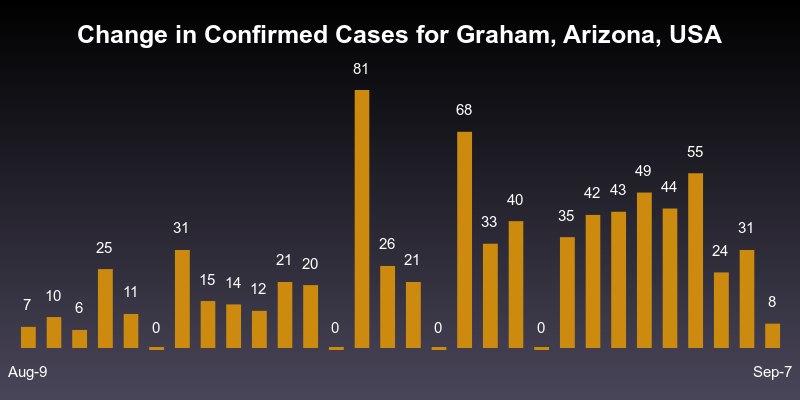 Change in Confirmed Cases for Graham, Arizona, USA
7 10 6 25 11 0 31 15 14 12 21 20 0 81 26 21 0 68 33 40 0 35 42 43 49 44 55 24 31 8
Aug-9 Sep-7